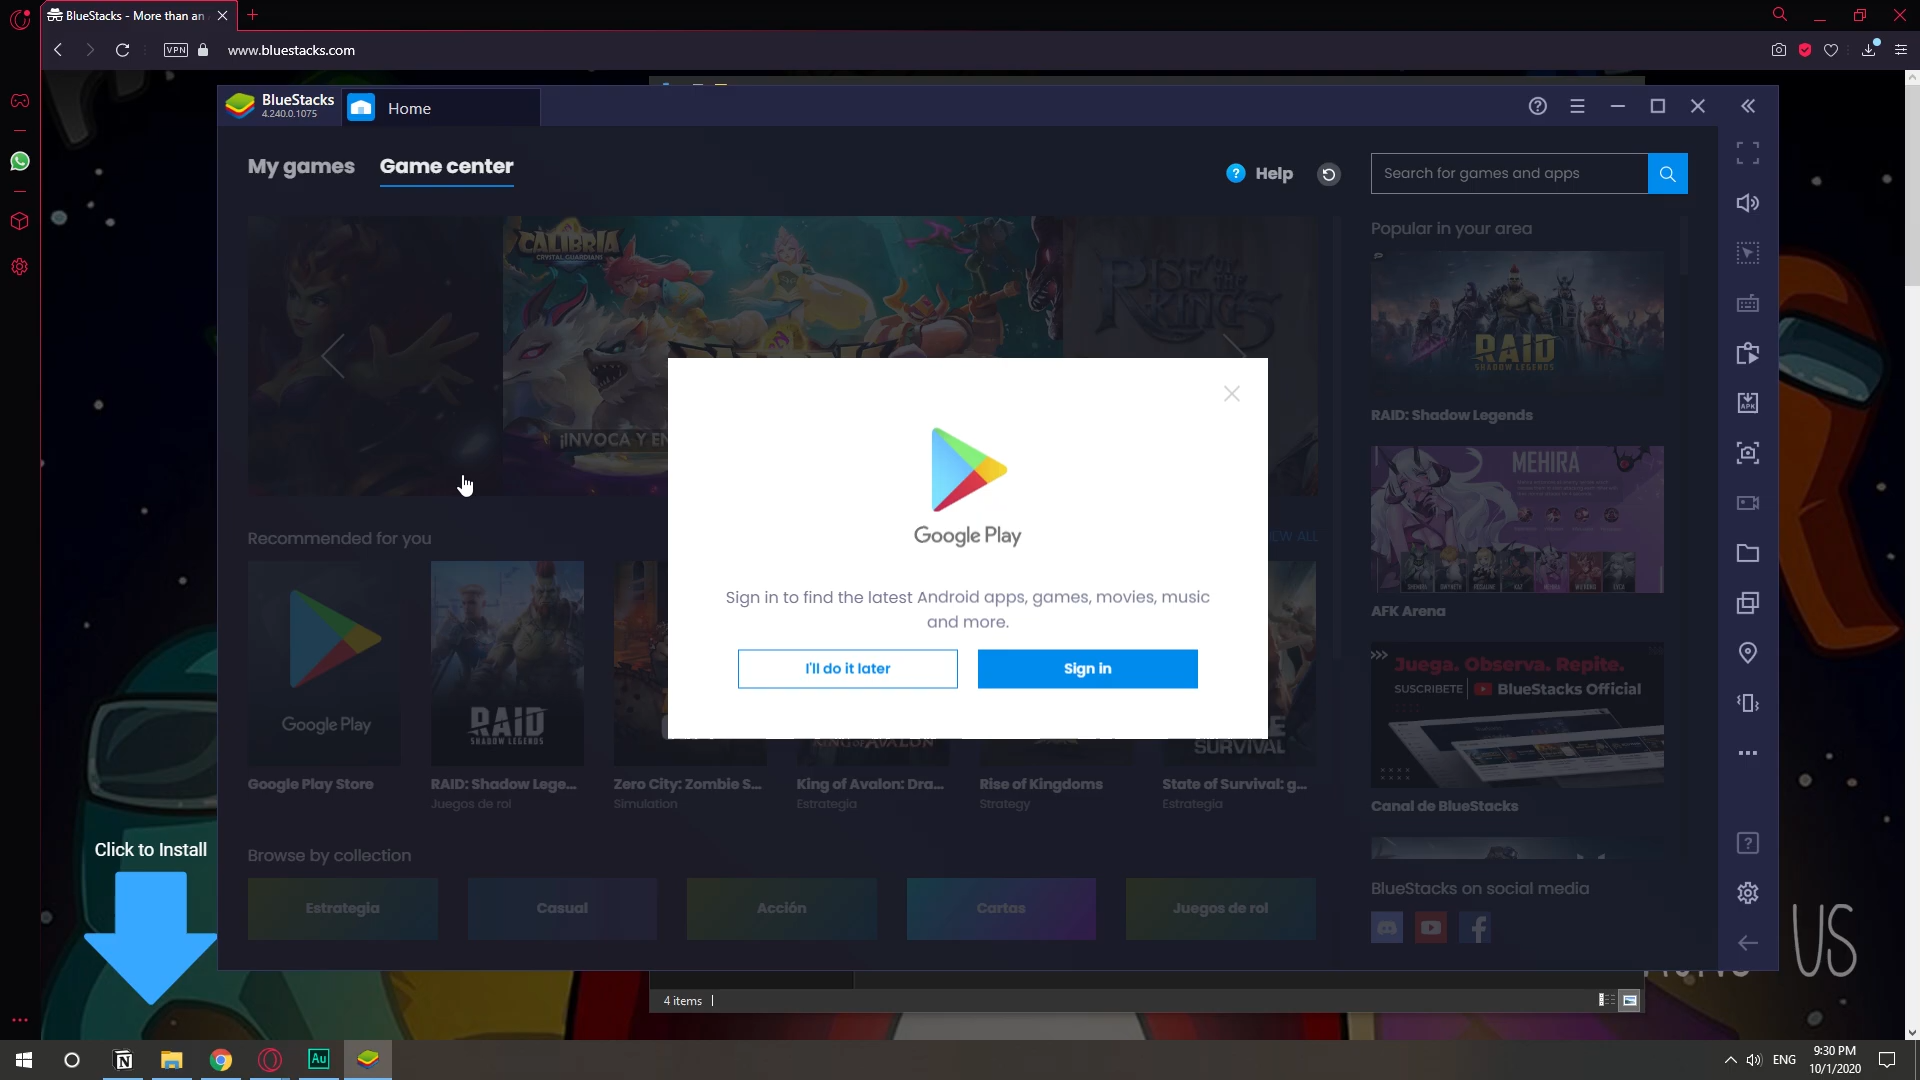 BlueStacks - More than an
VPN
www.bluestacks.com
BlueStacks
4.240.0.1075
Home
My games
Game center
Help
Search for games and apps
CALIBRIA
CRYSTAL GUARDIANS
RISE OF THE
KINGS
¡INVOCA Y EN
Popular in your area
RAID
SHADOW LEGENDS
RAID: Shadow Legends
MEHIRA
AFK Arena
Juega. Observa. Repite.
SUSCRIBETE
BlueStacks Official
Canal de BlueStacks
BlueStacks on social media
Google Play
Sign in to find the latest Android apps, games, movies, music
and more.
I'll do it later
Sign in
Recommended for you
EW ALL
Google Play
RAID
SHADOW LEGENDS
KING OF AVALON
SURVIVAL
Google Play Store
RAID: Shadow Lege...
Zero City: Zombie S...
King of Avalon: Dra...
Rise of Kingdoms
State of Survival: g...
Juegos de rol
Simulation
Estrategia
Strategy
Estrategia
Browse by collection
Estrategia
Casual
Acción
Cartas
Juegos de rol
APK
Click to Install
US
4 items
Au
ENG
9:30 PM
10/1/2020